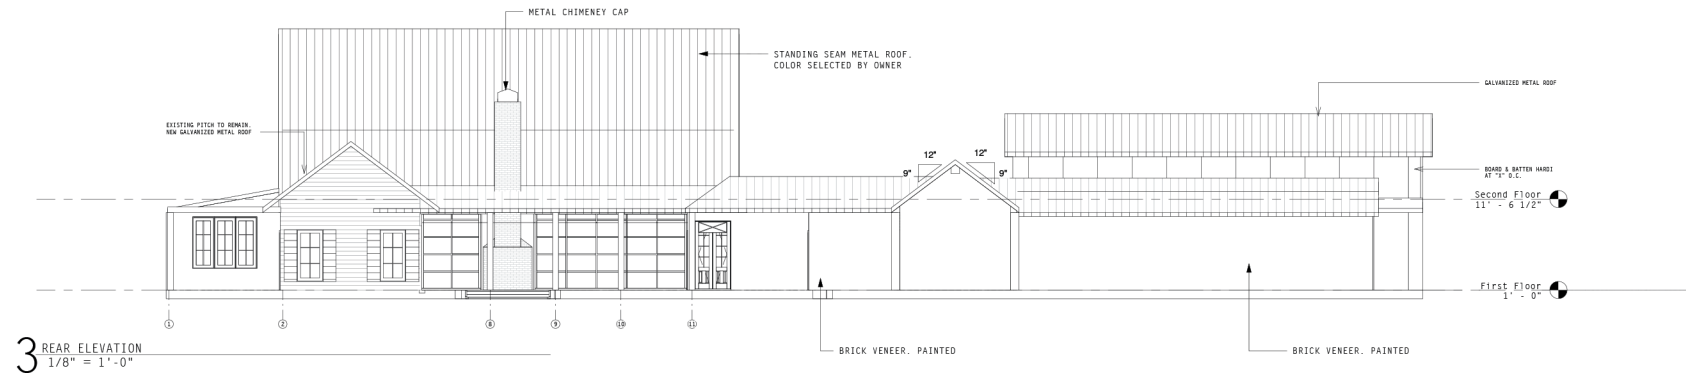 METAL CHIMENEY CAP
STANDING SEAM METAL ROOF.
COLOR SELECTED BY OWNER
GALVANIZED METAL ROOF
EXISTING PITCH TO REMAIN.
NEW GALVANIZED METAL ROOF
12"
12"
9"
9"
BOARD & BATTEN HARDI
AT "X" O.C.
Second Floor
11' - 6 1/2"
First Floor
1' - 0"
1
2
8
9
10
11
3
REAR ELEVATION
1/8" = 1'-0"
BRICK VENEER. PAINTED
BRICK VENEER. PAINTED